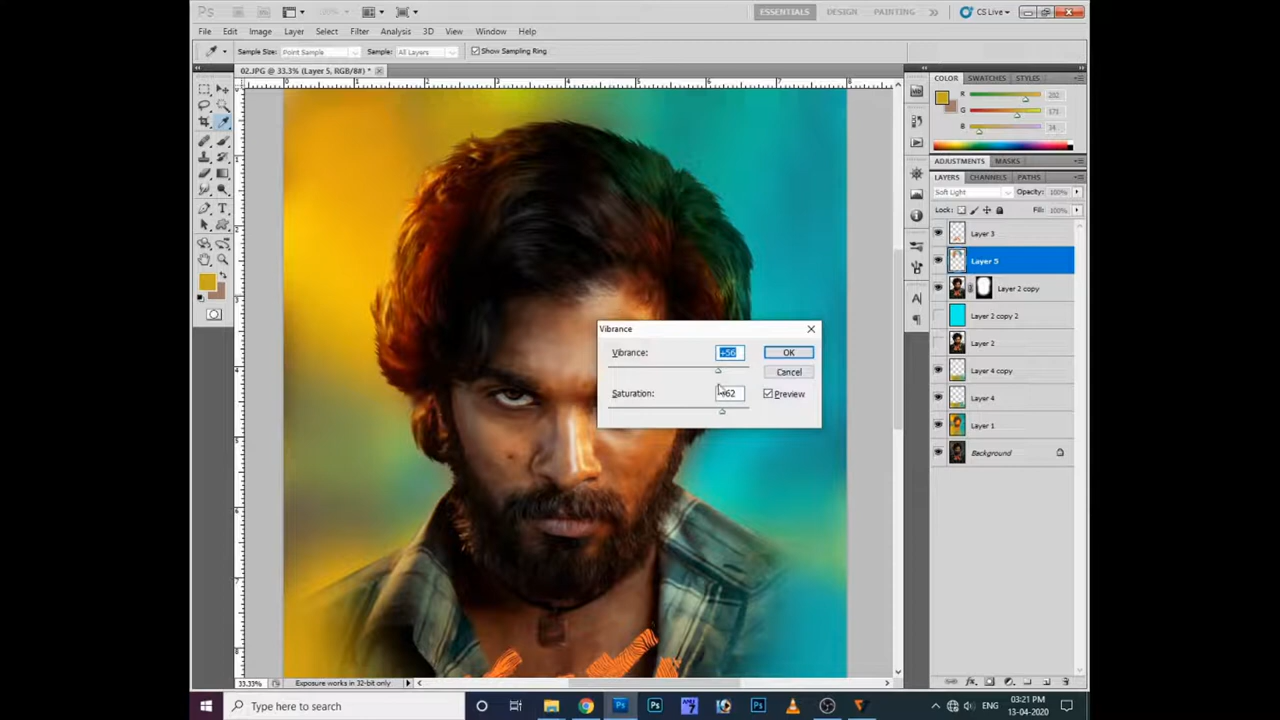 Ps
ESSENTIALS DESIGN PAINTING CS Live
File Edit Image Layer Select Filter Analysis 3D View Window Help
Sample Size: Point Sample Sample: All Layers Show Sampling Ring
02.JPG @ 33.3% (Layer 5, RGB/8#) *
COLOR SWATCHES STYLES
R
G
B
ADJUSTMENTS MASKS
LAYERS CHANNELS PATHS
Soft Light Opacity: 100%
Lock: Fill: 100%
Layer 3
Layer 5
Layer 2 copy
Layer 2 copy 2
Layer 2
Layer 4 copy
Layer 4
Layer 1
Background
Vibrance
Vibrance: +56 OK
Cancel
Saturation: Preview
33.33% Exposure works in 32-bit only
Type here to search
ENG
03:21 PM
13-04-2020